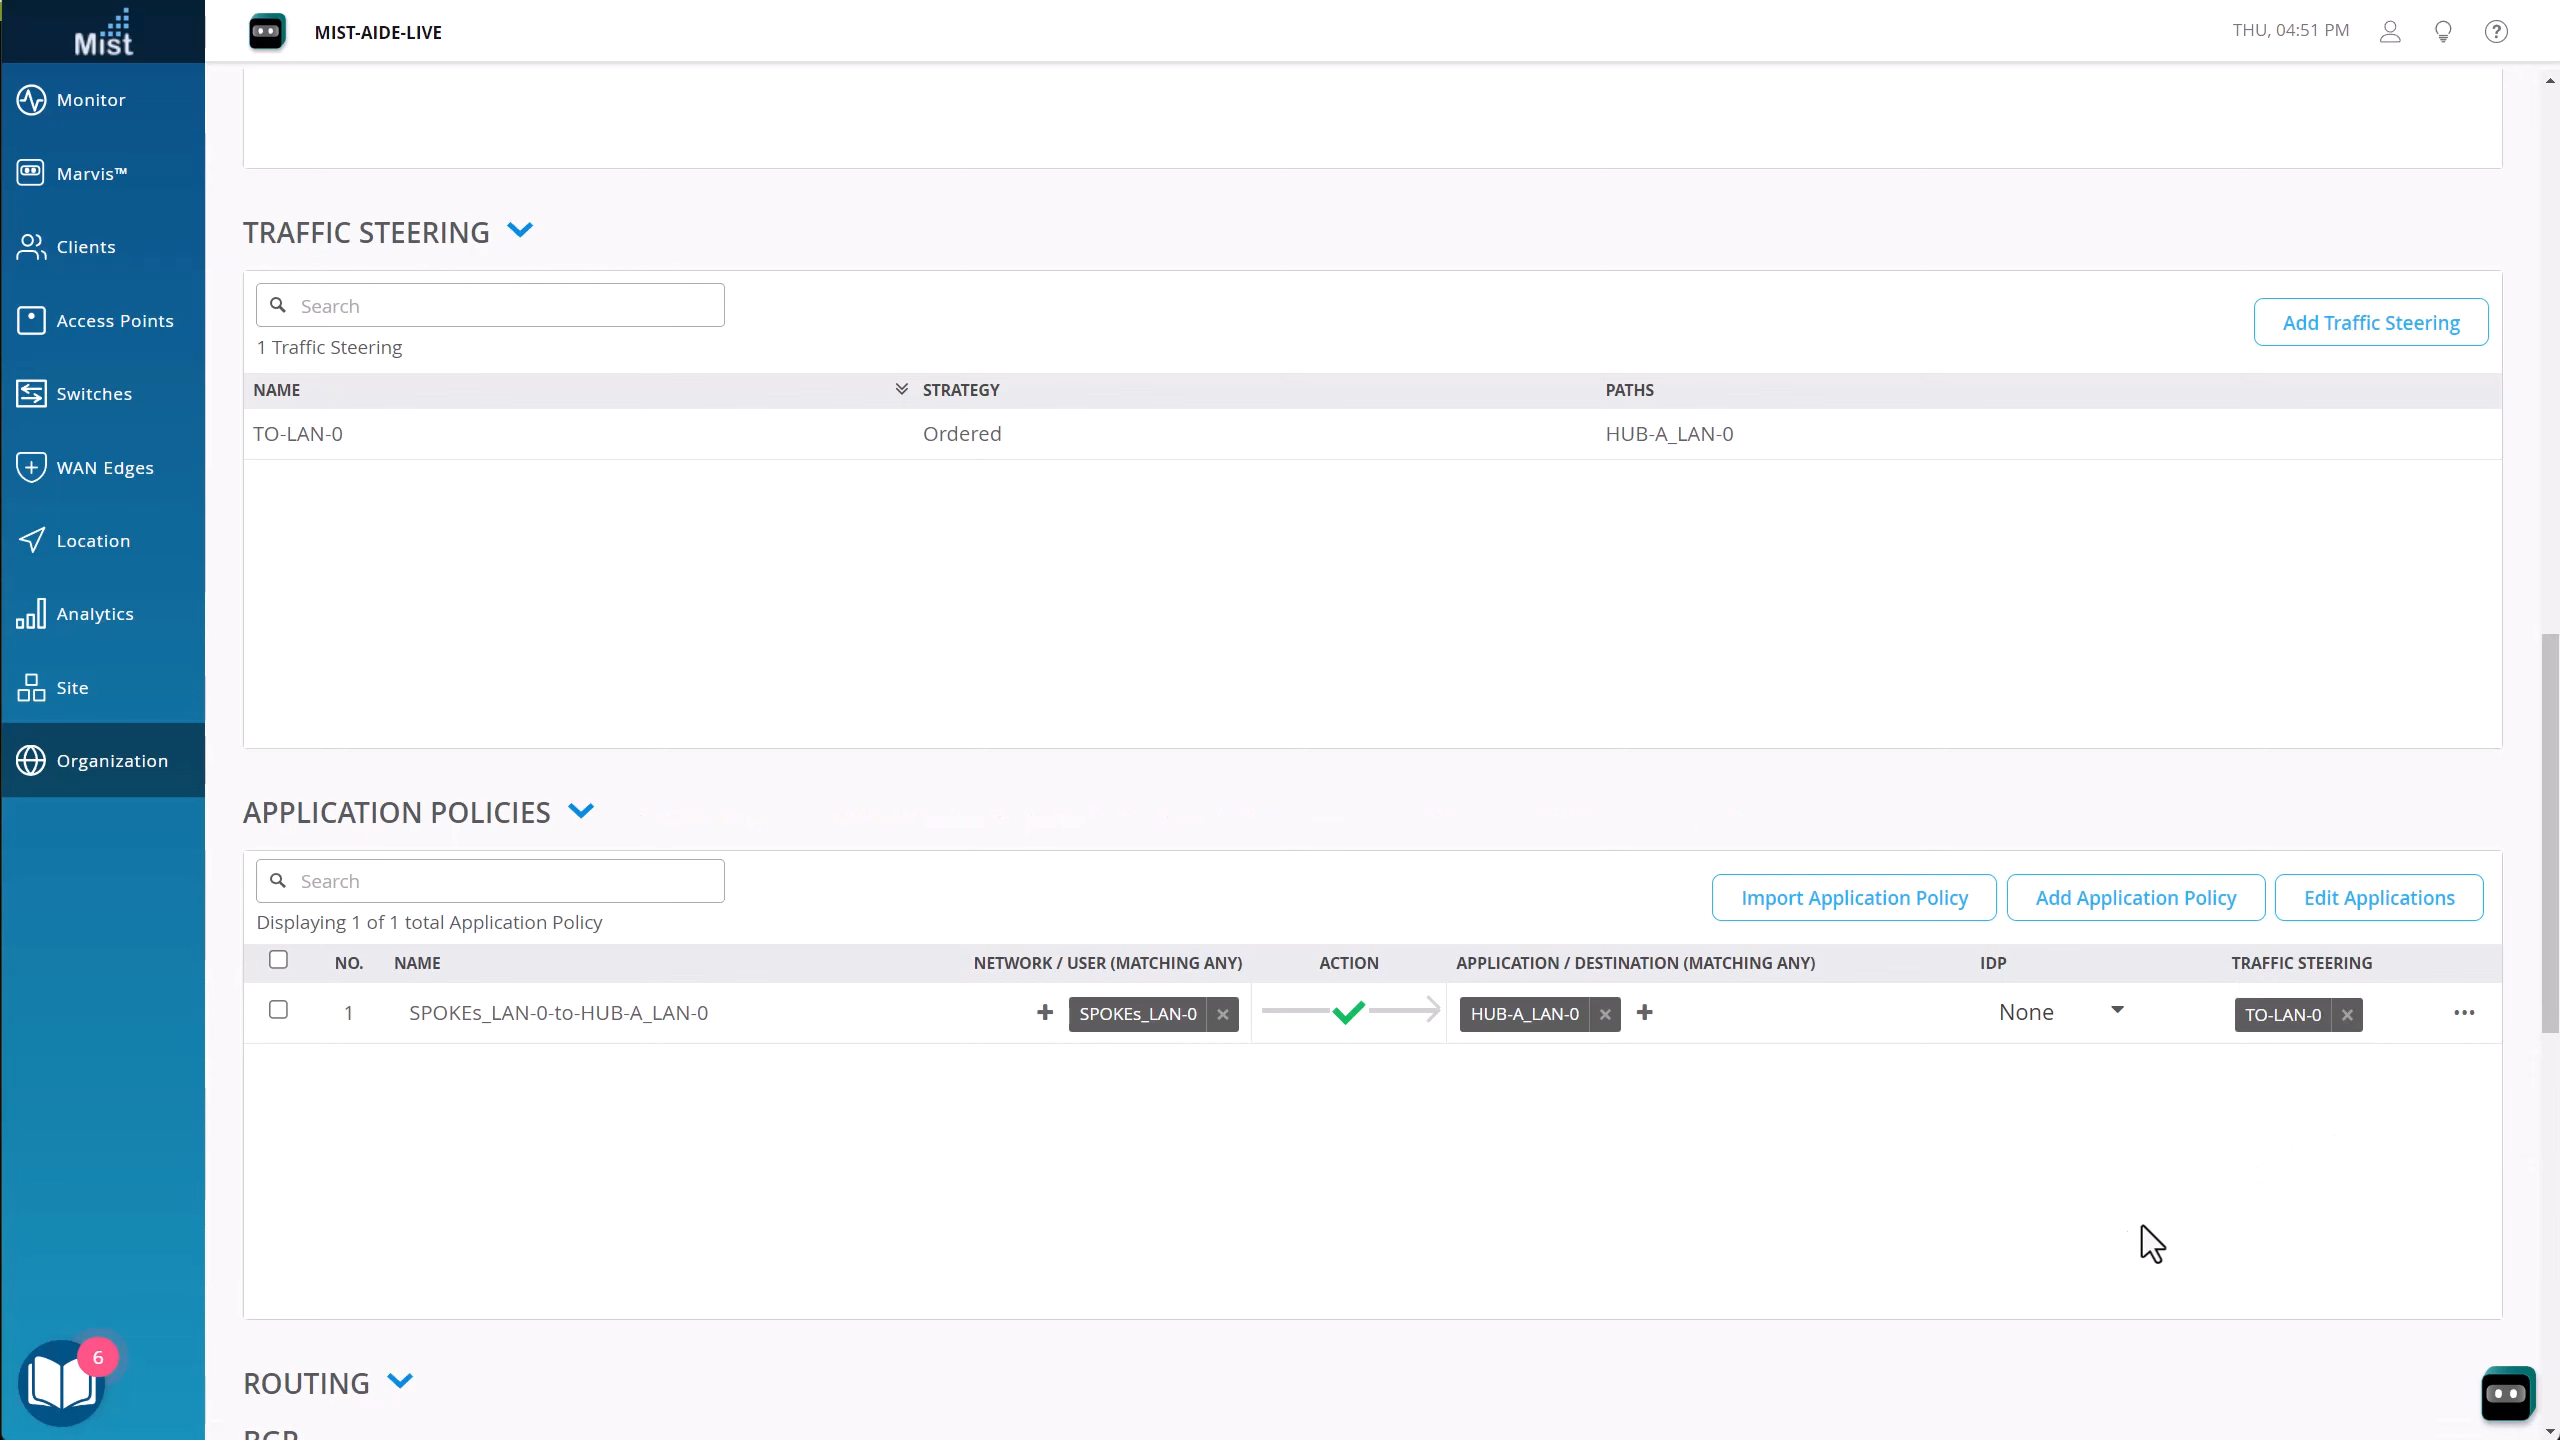 Mist
MIST-AIDE-LIVE
THU, 04:51 PM
Monitor
Marvis™
Clients
Access Points
Switches
WAN Edges
Location
Analytics
Site
Organization
6
TRAFFIC STEERING
Search
1 Traffic Steering
Add Traffic Steering
NAME STRATEGY PATHS
TO-LAN-0 Ordered HUB-A_LAN-0
APPLICATION POLICIES
Search
Displaying 1 of 1 total Application Policy
Import Application Policy Add Application Policy Edit Applications
NO. NAME NETWORK / USER (MATCHING ANY) ACTION APPLICATION / DESTINATION (MATCHING ANY) IDP TRAFFIC STEERING
1 SPOKEs_LAN-0-to-HUB-A_LAN-0 + SPOKEs_LAN-0 × HUB-A_LAN-0 × + None TO-LAN-0 × ...
ROUTING
BGP